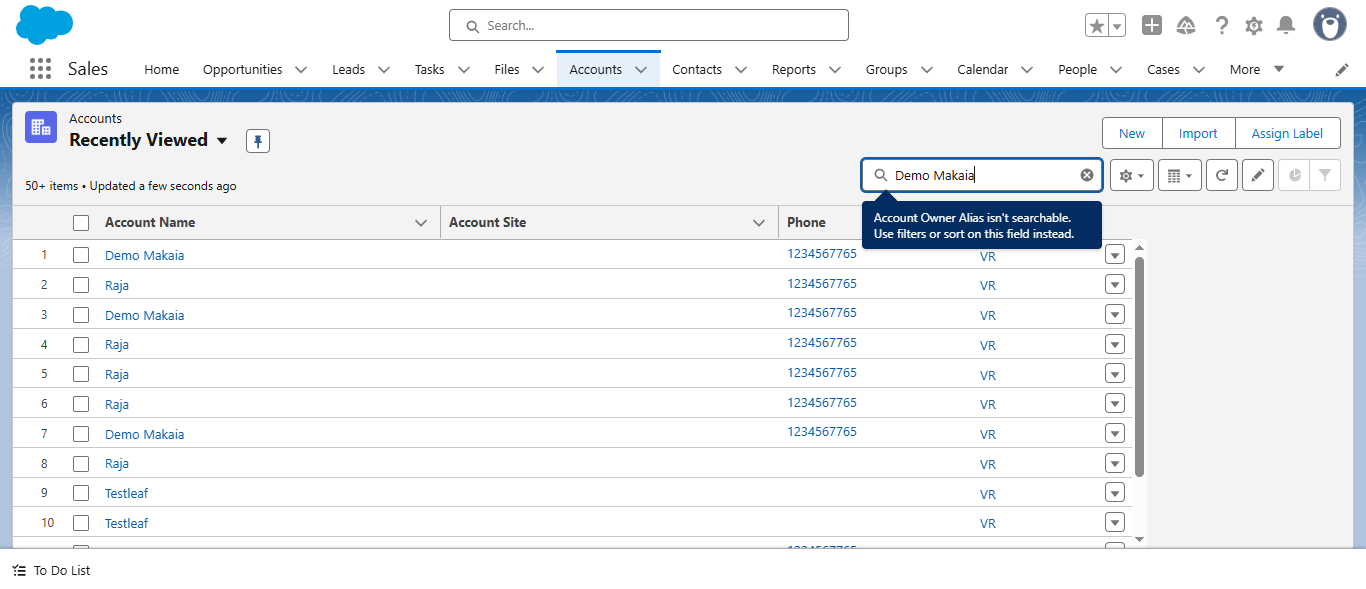 Search...
Sales
Home
Opportunities
Leads
Tasks
Files
Accounts
Contacts
Reports
Groups
Calendar
People
Cases
More
Accounts
Recently Viewed
New
Import
Assign Label
50+ items • Updated a few seconds ago
Demo Makaia
Account Owner Alias isn't searchable.
Use filters or sort on this field instead.
Account Name
Account Site
Phone
1 Demo Makaia 1234567765 VR
2 Raja 1234567765 VR
3 Demo Makaia 1234567765 VR
4 Raja 1234567765 VR
5 Raja 1234567765 VR
6 Raja 1234567765 VR
7 Demo Makaia 1234567765 VR
8 Raja VR
9 Testleaf VR
10 Testleaf VR
To Do List